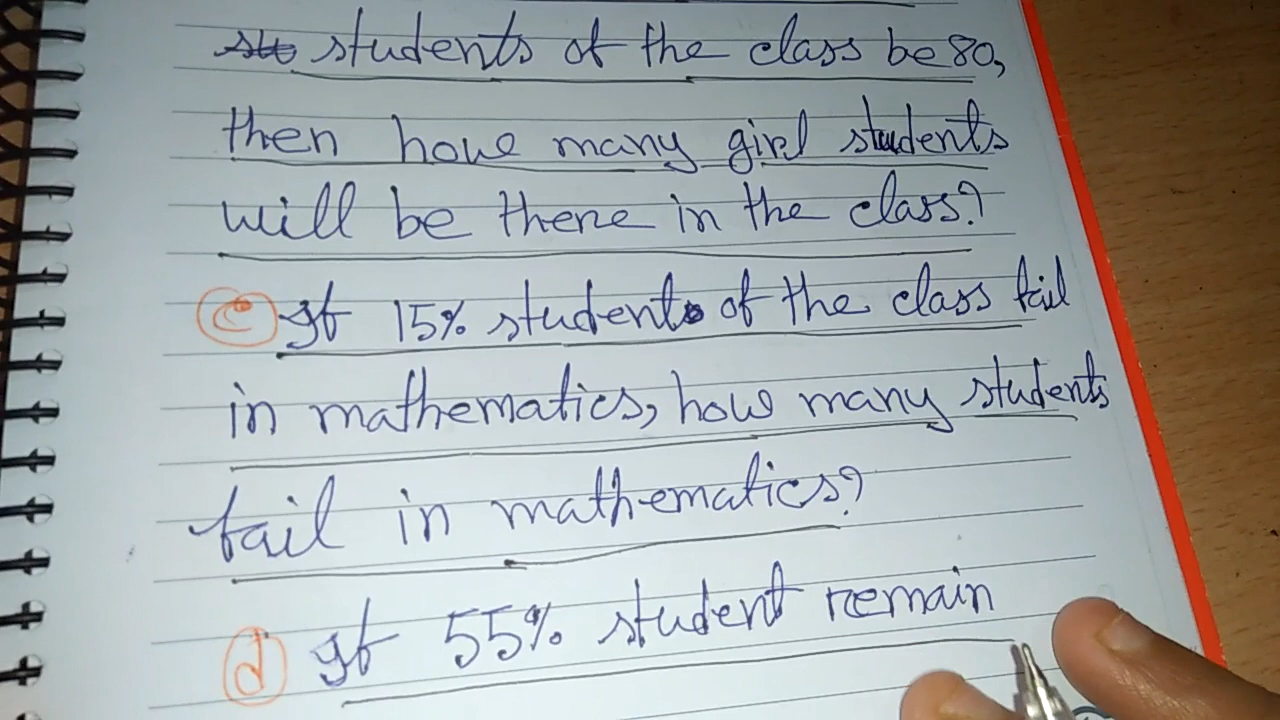 students of the class be 80,
then how many girl students
will be there in the class?
c If 15% students of the class fail
in mathematics, how many students
fail in mathematics?
d If 55% student remain